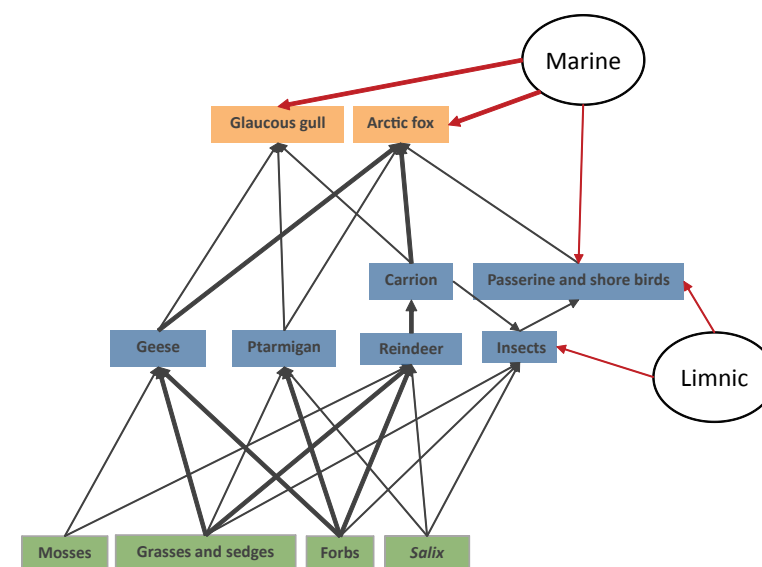 Marine
Glaucous gull
Arctic fox
Carrion
Passerine and shore birds
Geese
Ptarmigan
Reindeer
Insects
Limnic
Mosses
Grasses and sedges
Forbs
Salix